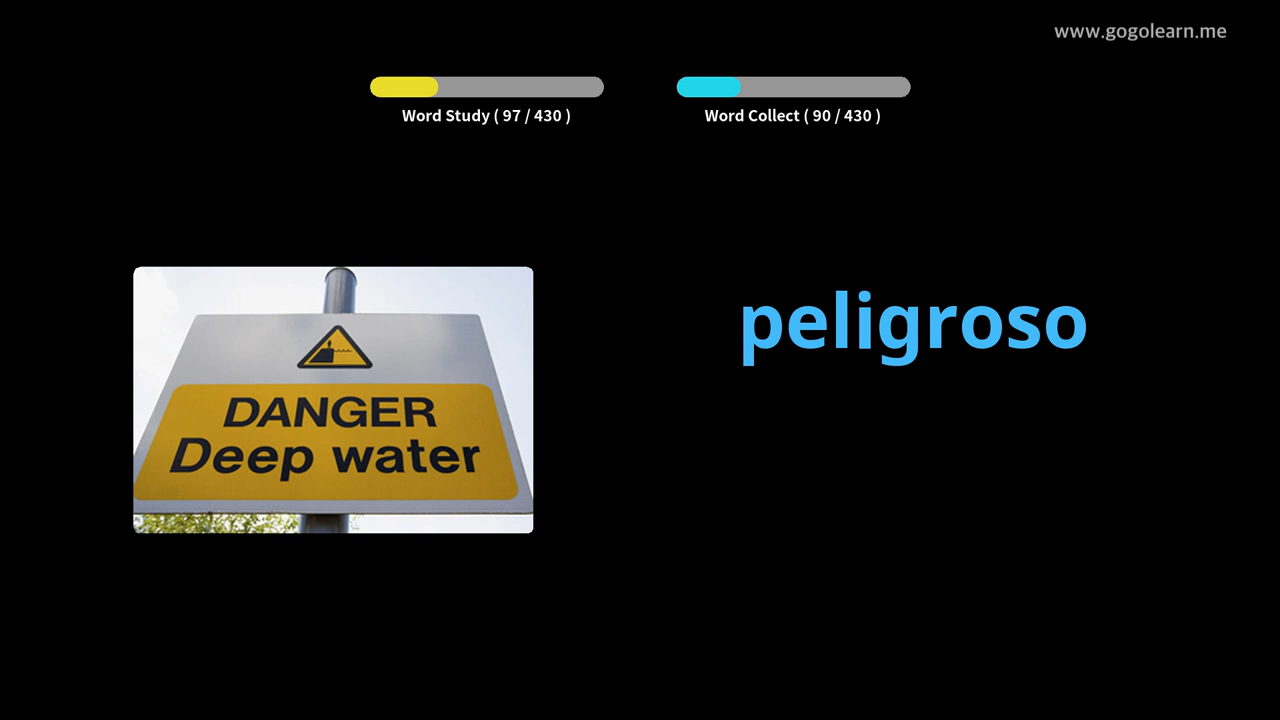 www.gogolearn.me
Word Study ( 97 / 430 )
Word Collect ( 90 / 430 )
DANGER
Deep water
peligroso